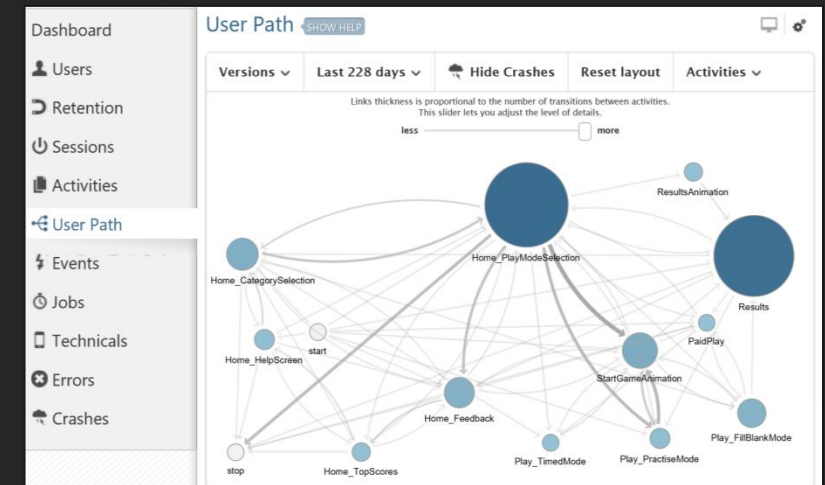 Dashboard
Users
Retention
Sessions
Activities
User Path
Events
Jobs
Technicals
Errors
Crashes
User Path SHOW HELP
Versions Last 228 days Hide Crashes Reset layout Activities
Links thickness is proportional to the number of transitions between activities.
This slider lets you adjust the level of details.
less more
ResultsAnimation
Home_PlayModeSelection
Home_CategorySelection
Results
start
PaidPlay
Home_HelpScreen
StartGameAnimation
Home_Feedback
Play_FillBlankMode
Play_PractiseMode
Play_TimedMode
stop
Home_TopScores